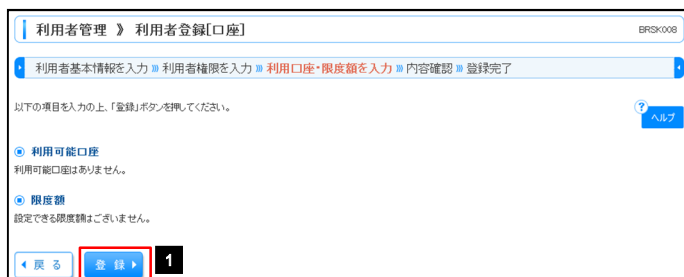 利用者管理 》 利用者登録[口座]
BRSK008
利用者基本情報を入力 ⟫ 利用者権限を入力 ⟫ 利用口座・限度額を入力 ⟫ 内容確認 ⟫ 登録完了
以下の項目を入力の上、「登録」ボタンを押してください。
?
ヘルプ
利用可能口座
利用可能口座はありません。
限度額
設定できる限度額はございません。
戻る
登録
1